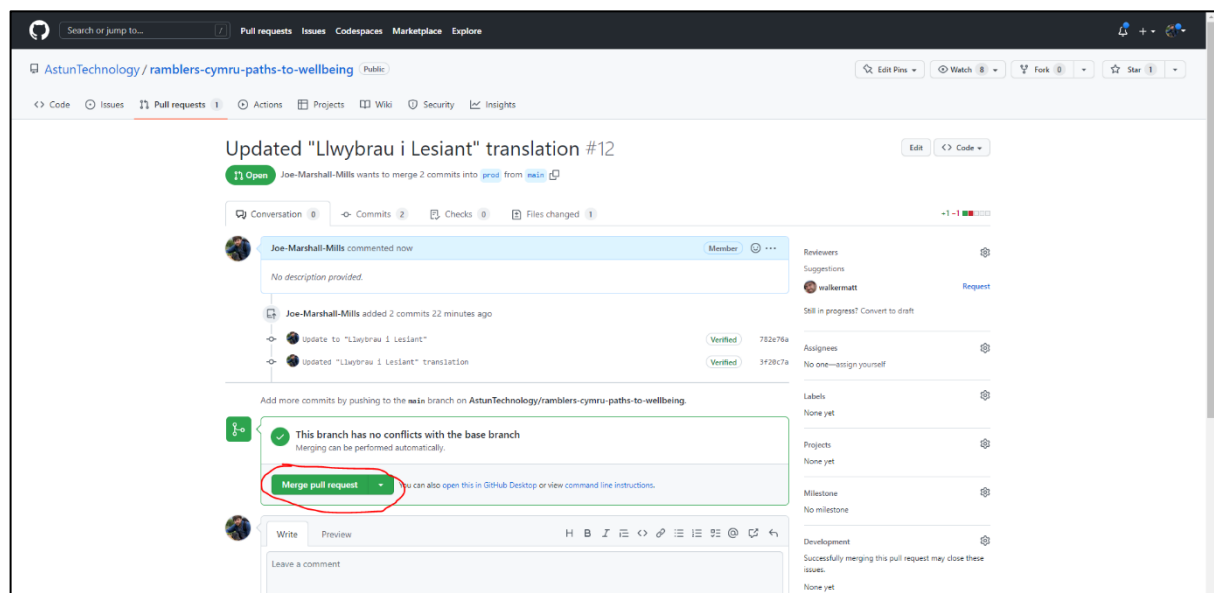 Search or jump to... / Pull requests Issues Codespaces Marketplace Explore
AstunTechnology / ramblers-cymru-paths-to-wellbeing Public Edit Pins Watch 8 Fork 0 Star 1
Code Issues Pull requests 1 Actions Projects Wiki Security Insights
Updated "Llwybrau i Lesiant" translation #12 Edit Code
Open Joe-Marshall-Mills wants to merge 2 commits into prod from main
Conversation 0 Commits 2 Checks 0 Files changed 1 +1 −1
Joe-Marshall-Mills commented now Member ...
No description provided.
Joe-Marshall-Mills added 2 commits 22 minutes ago
Update to "Llwybrau i Lesiant" Verified 782e76a
Updated "Llwybrau i Lesiant" translation Verified 3f20c7a
Add more commits by pushing to the main branch on AstunTechnology/ramblers-cymru-paths-to-wellbeing.
This branch has no conflicts with the base branch
Merging can be performed automatically.
Merge pull request You can also open this in GitHub Desktop or view command line instructions.
Write Preview H B I
Leave a comment
Reviewers
Suggestions
walkermatt Request
Still in progress? Convert to draft
Assignees
No one—assign yourself
Labels
None yet
Projects
None yet
Milestone
No milestone
Development
Successfully merging this pull request may close these
issues.
None yet